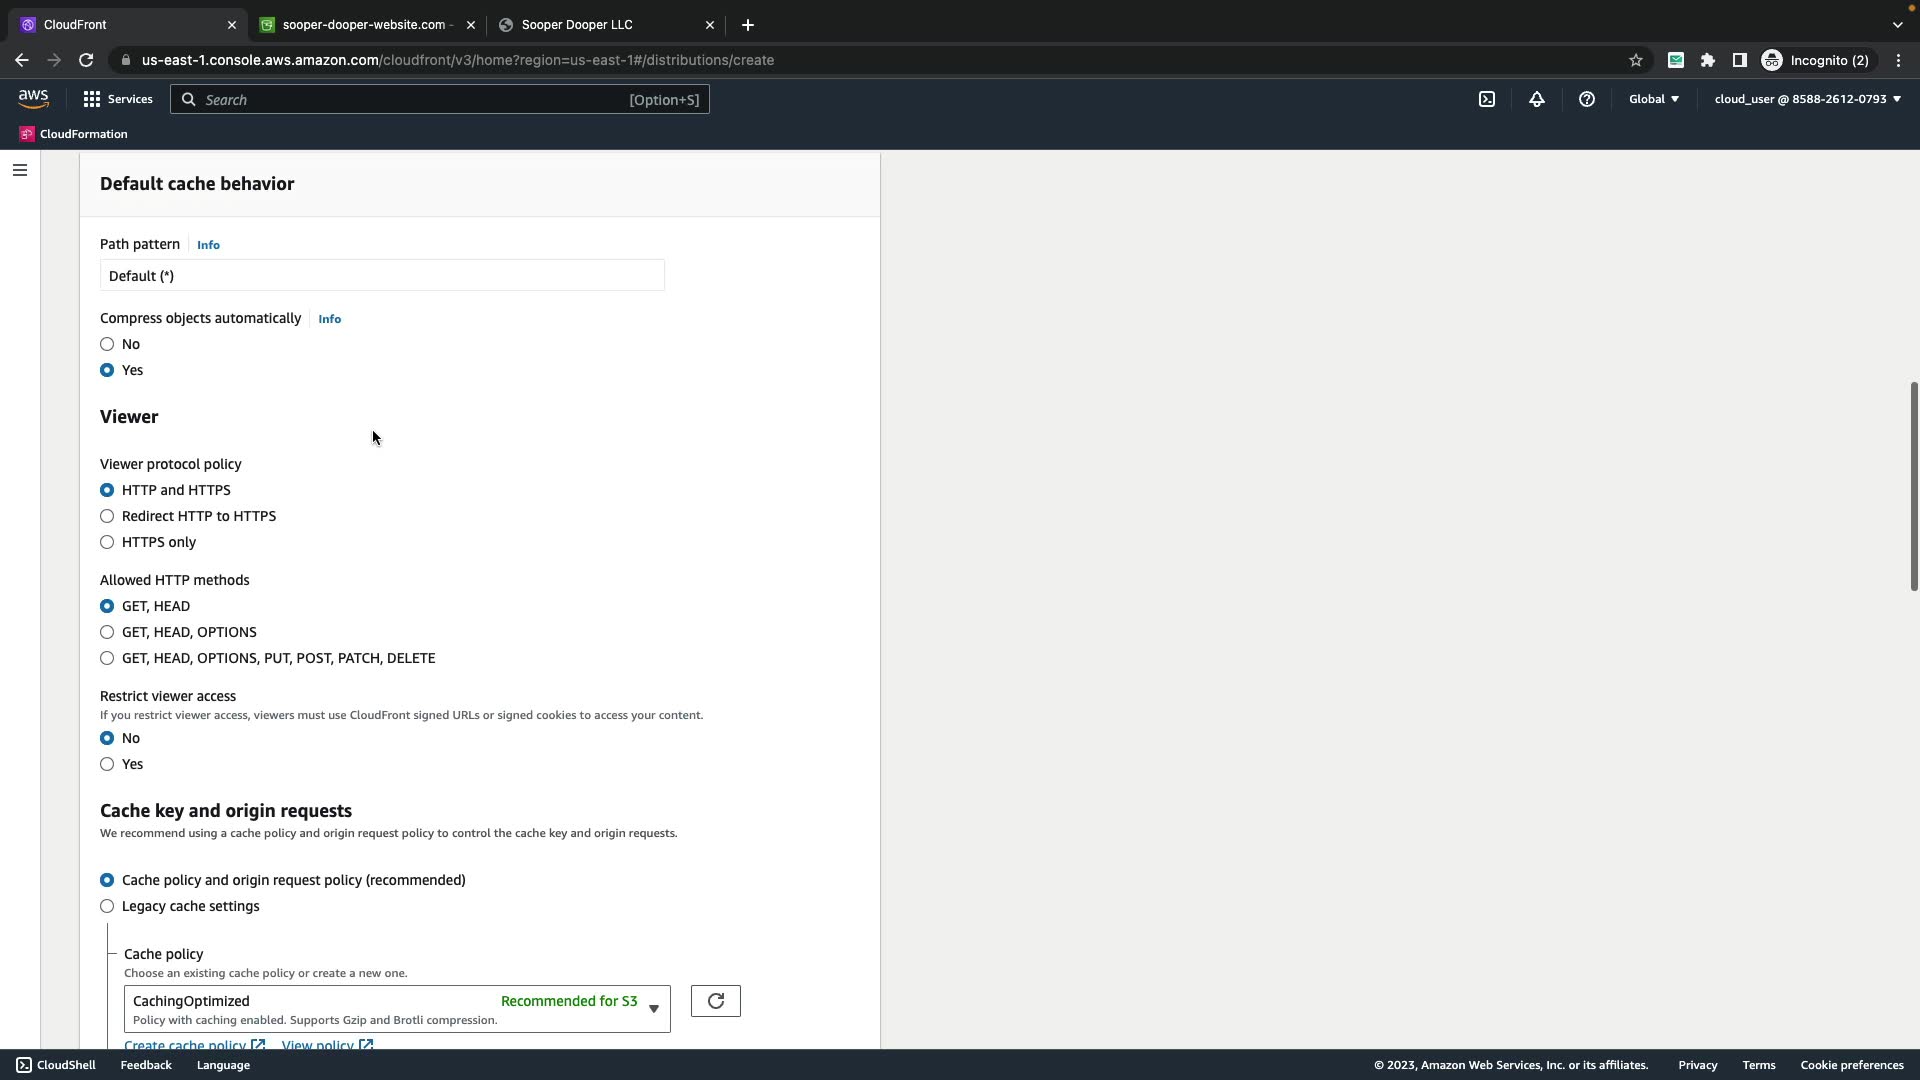 CloudFront
sooper-dooper-website.com -
Sooper Dooper LLC
us-east-1.console.aws.amazon.com/cloudfront/v3/home?region=us-east-1#/distributions/create
Incognito (2)
aws
Services
Search
[Option+S]
Global
cloud_user @ 8588-2612-0793
CloudFormation
Default cache behavior
Path pattern
Info
Default (*)
Compress objects automatically
Info
No
Yes
Viewer
Viewer protocol policy
HTTP and HTTPS
Redirect HTTP to HTTPS
HTTPS only
Allowed HTTP methods
GET, HEAD
GET, HEAD, OPTIONS
GET, HEAD, OPTIONS, PUT, POST, PATCH, DELETE
Restrict viewer access
If you restrict viewer access, viewers must use CloudFront signed URLs or signed cookies to access your content.
No
Yes
Cache key and origin requests
We recommend using a cache policy and origin request policy to control the cache key and origin requests.
Cache policy and origin request policy (recommended)
Legacy cache settings
Cache policy
Choose an existing cache policy or create a new one.
CachingOptimized
Recommended for S3
Policy with caching enabled. Supports Gzip and Brotli compression.
Create cache policy
View policy
CloudShell
Feedback
Language
© 2023, Amazon Web Services, Inc. or its affiliates.
Privacy
Terms
Cookie preferences